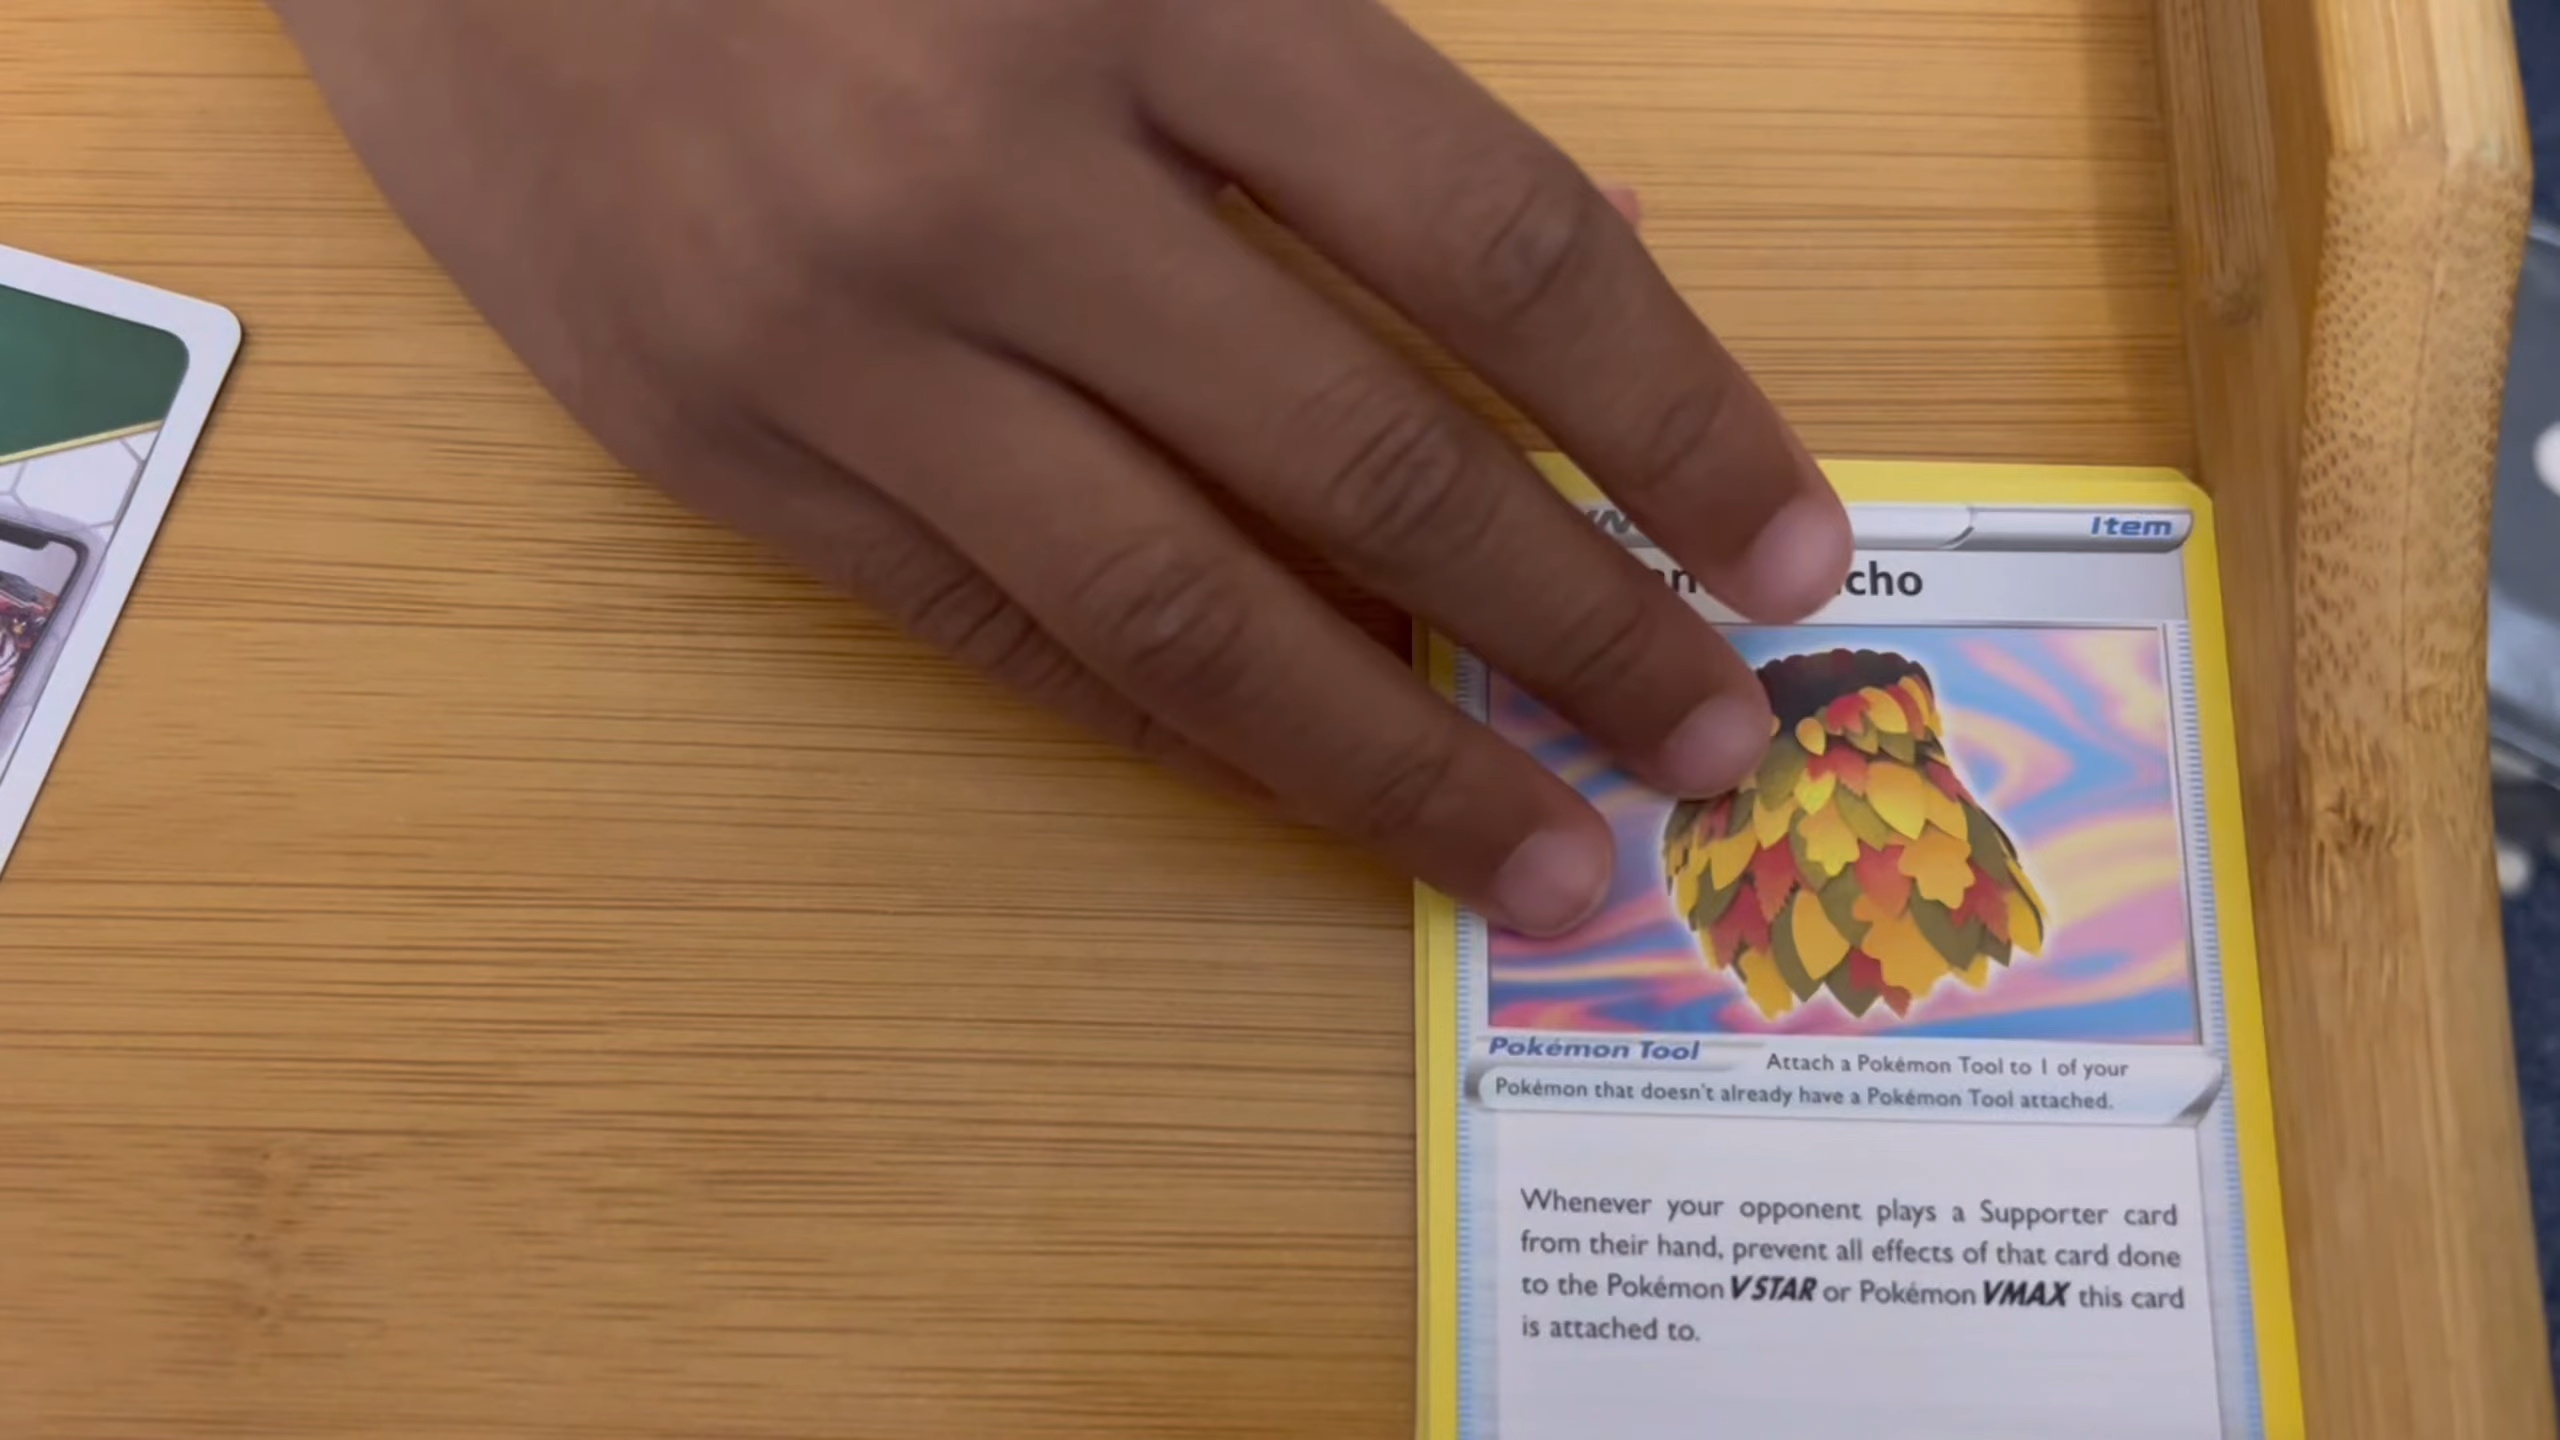 Item
cho
Pokémon Tool
Attach a Pokémon Tool to 1 of your
Pokémon that doesn't already have a Pokémon Tool attached.
Whenever your opponent plays a Supporter card
from their hand, prevent all effects of that card done
to the Pokémon VSTAR or Pokémon VMAX this card
is attached to.